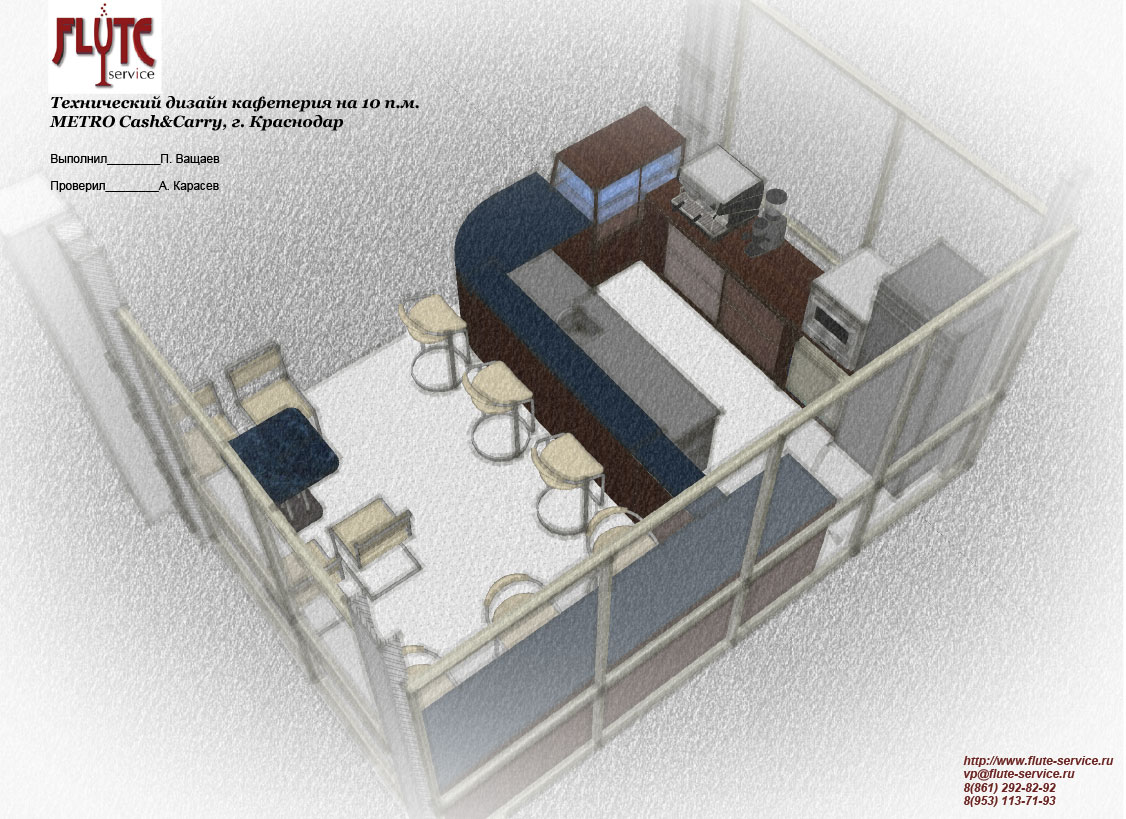 FLUTE
service
Технический дизайн кафетерия на 10 п.м.
METRO Cash&Carry, г. Краснодар
Выполнил________П. Ващаев
Проверил________А. Карасев
http://www.flute-service.ru
vp@flute-service.ru
8(861) 292-82-92
8(953) 113-71-93